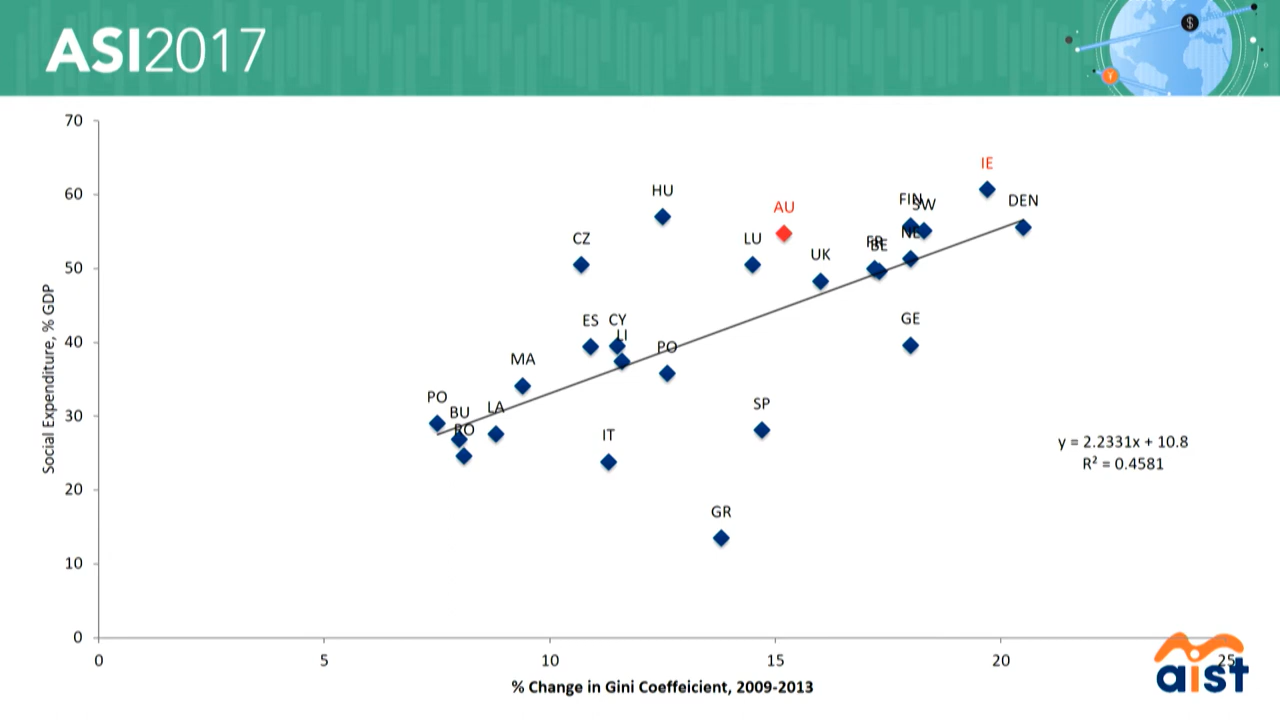 ASI2017
$
¥
70
60
50
40
30
20
10
0
Social Expenditure, % GDP
IE
HU
DEN
FIN
SW
AU
NL
CZ
LU
FR
BE
UK
ES
CY
GE
LI
PO
MA
PO
BU
LA
SP
RO
IT
y = 2.2331x + 10.8
R² = 0.4581
GR
0
5
10
15
20
25
% Change in Gini Coeffeicient, 2009-2013
aist